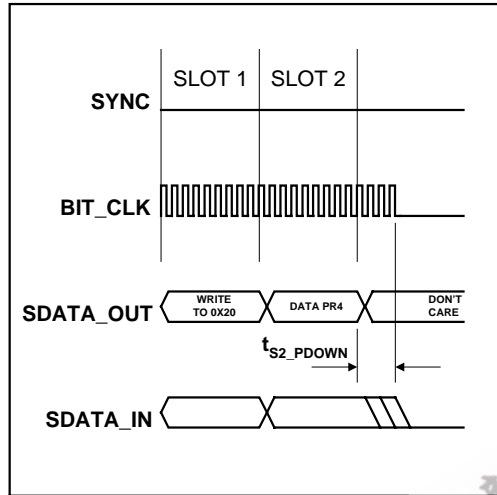 SLOT 1 SLOT 2
SYNC
BIT_CLK
SDATA_OUT
WRITE
TO 0X20
DATA PR4
DON'T
CARE
tS2_PDOWN
SDATA_IN